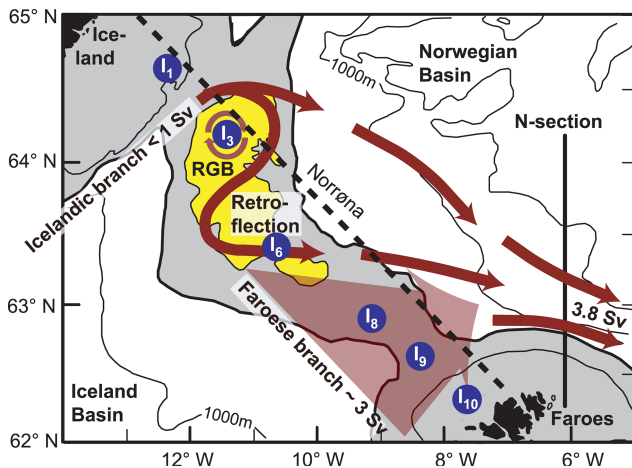 65° N
64° N
63° N
62° N
12° W
10° W
8° W
6° W
Ice-
land
I1
1000m
Norwegian
Basin
N-section
Icelandic branch <1 Sv
I3
RGB
Norrøna
Retro-
flection
I6
Faroese branch ~ 3 Sv
I8
I9
I10
3.8 Sv
Iceland
Basin
1000m
Faroes